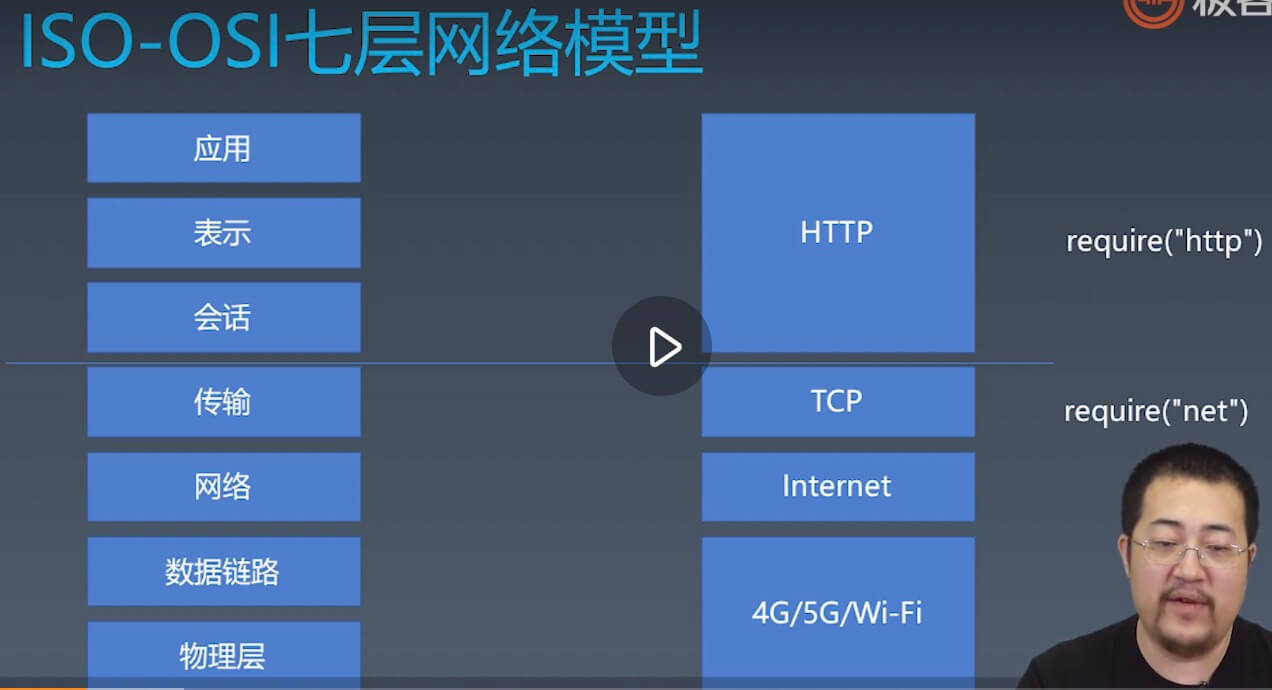 ISO-OSI七层网络模型
应用
表示
会话
传输
网络
数据链路
物理层
HTTP
TCP
Internet
4G/5G/Wi-Fi
require("http")
require("net")